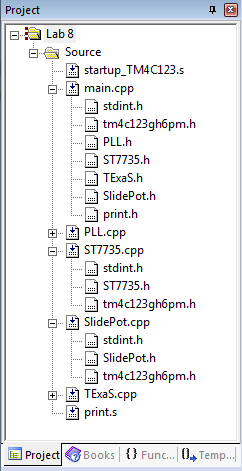 Project
Lab 8
Source
startup_TM4C123.s
main.cpp
stdint.h
tm4c123gh6pm.h
PLL.h
ST7735.h
TExaS.h
SlidePot.h
print.h
PLL.cpp
ST7735.cpp
stdint.h
ST7735.h
tm4c123gh6pm.h
SlidePot.cpp
stdint.h
SlidePot.h
tm4c123gh6pm.h
TExaS.cpp
print.s
Project Books {} Func... 0 Temp...